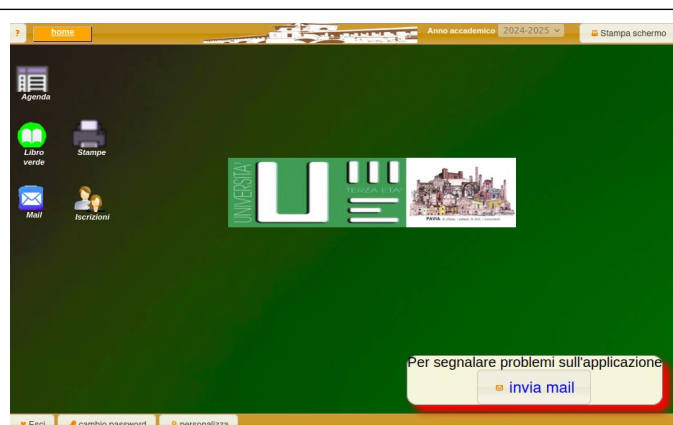 ?
home
Anno accademico 2024-2025
Stampa schermo
Agenda
Libro
verde
Stampe
Mail
Iscrizioni
UNIVERSITA'
U
TERZA ETA'
PAVIA
Per segnalare problemi sull'applicazione
invia mail
Esci
cambio password
personalizza